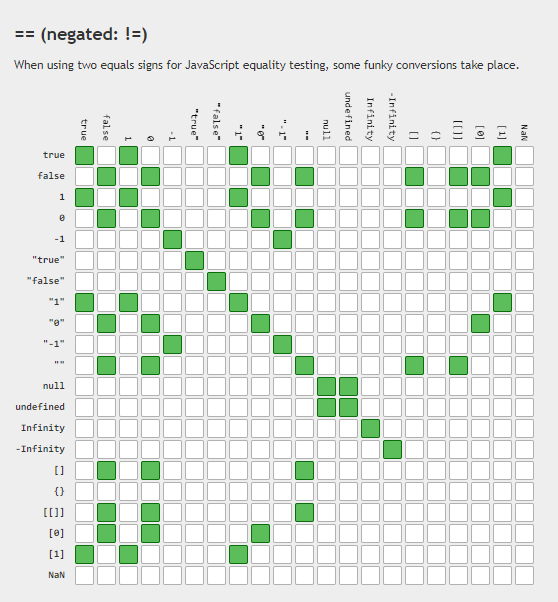 == (negated: !=)
When using two equals signs for JavaScript equality testing, some funky conversions take place.
true
false
1
0
-1
"true"
"false"
"1"
"0"
"-1"
""
null
undefined
Infinity
-Infinity
[]
{}
[[]]
[0]
[1]
NaN
true
false
1
0
-1
"true"
"false"
"1"
"0"
"-1"
""
null
undefined
Infinity
-Infinity
[]
{}
[[]]
[0]
[1]
NaN